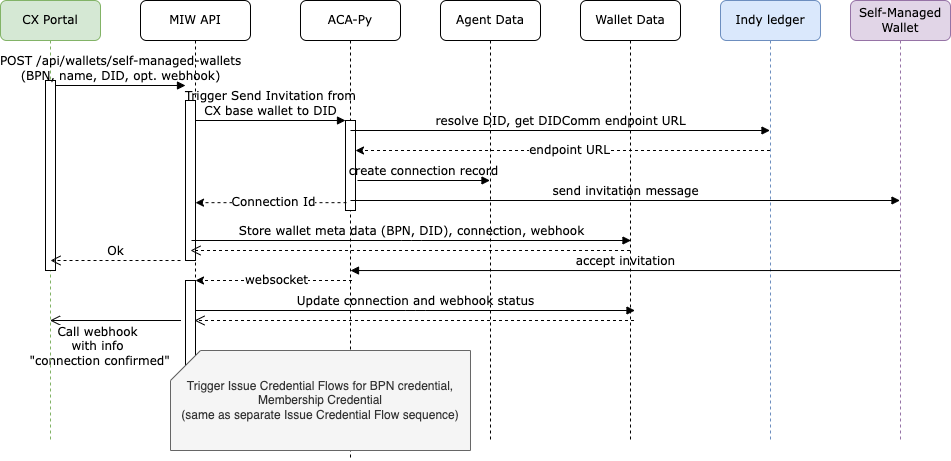 CX Portal
MIW API
ACA-Py
Agent Data
Wallet Data
Indy ledger
Self-Managed
Wallet
POST /api/wallets/self-managed-wallets
(BPN, name, DID, opt. webhook)
Trigger Send Invitation from
CX base wallet to DID
resolve DID, get DIDComm endpoint URL
endpoint URL
create connection record
send invitation message
Connection Id
Store wallet meta data (BPN, DID), connection, webhook
Ok
accept invitation
websocket
Update connection and webhook status
Call webhook
with info
"connection confirmed"
Trigger Issue Credential Flows for BPN credential,
Membership Credential
(same as separate Issue Credential Flow sequence)